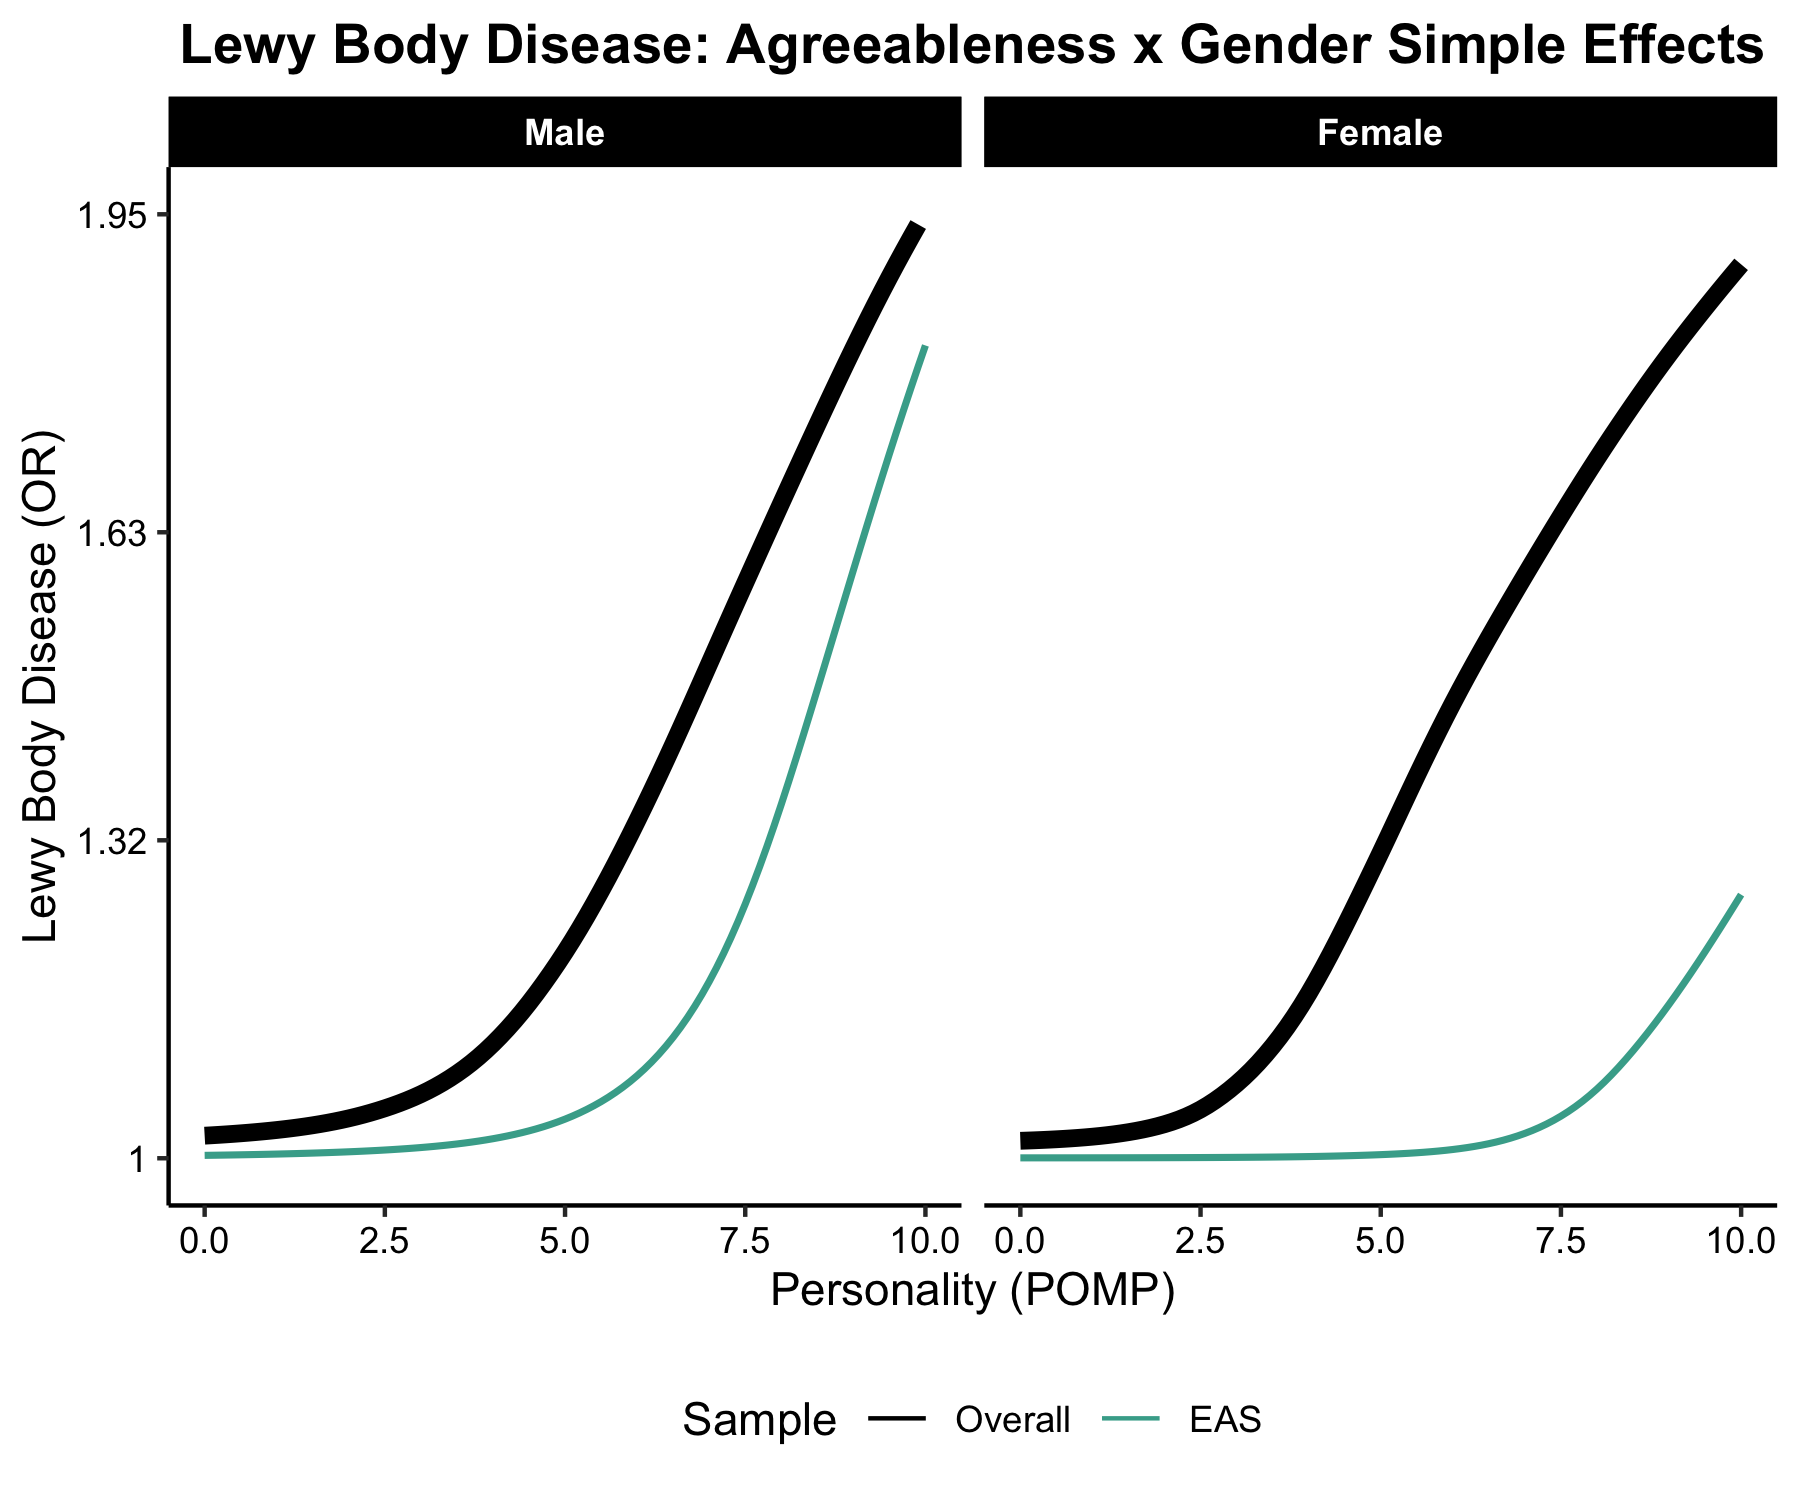 Lewy Body Disease: Agreeableness x Gender Simple Effects
Male Female
Lewy Body Disease (OR)
1.95
1.63
1.32
1
0.0 2.5 5.0 7.5 10.0 0.0 2.5 5.0 7.5 10.0
Personality (POMP)
Sample Overall EAS